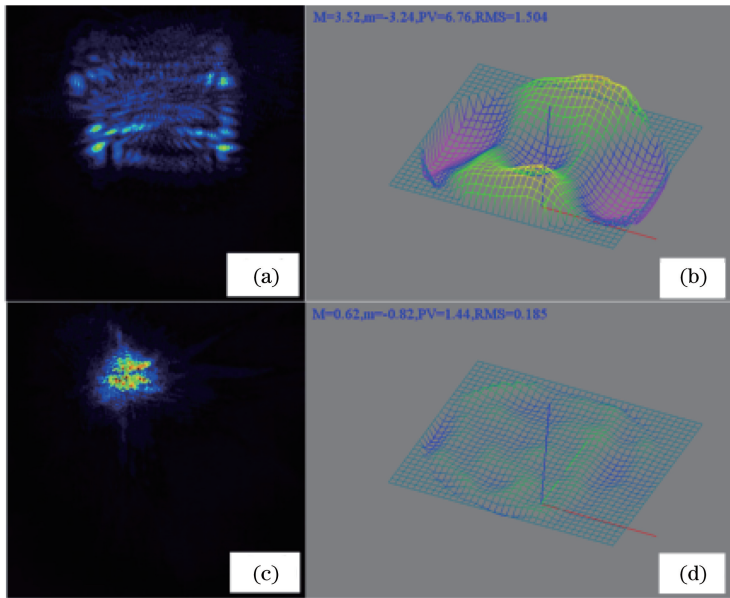 M=3.52,m=-3.24,PV=6.76,RMS=1.504
(a)
(b)
M=0.62,m=-0.82,PV=1.44,RMS=0.185
(c)
(d)